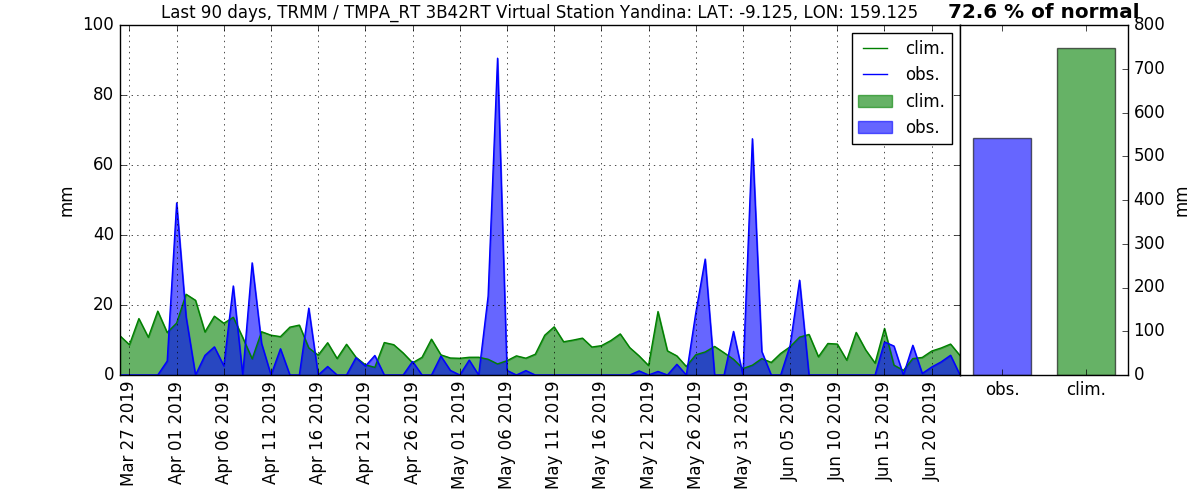 Last 90 days, TRMM / TMPA_RT 3B42RT Virtual Station Yandina: LAT: -9.125, LON: 159.125
72.6 % of normal
100
80
60
40
20
0
mm
clim.
obs.
clim.
obs.
Mar 27 2019
Apr 01 2019
Apr 06 2019
Apr 11 2019
Apr 16 2019
Apr 21 2019
Apr 26 2019
May 01 2019
May 06 2019
May 11 2019
May 16 2019
May 21 2019
May 26 2019
May 31 2019
Jun 05 2019
Jun 10 2019
Jun 15 2019
Jun 20 2019
800
700
600
500
400
300
200
100
0
mm
obs.
clim.